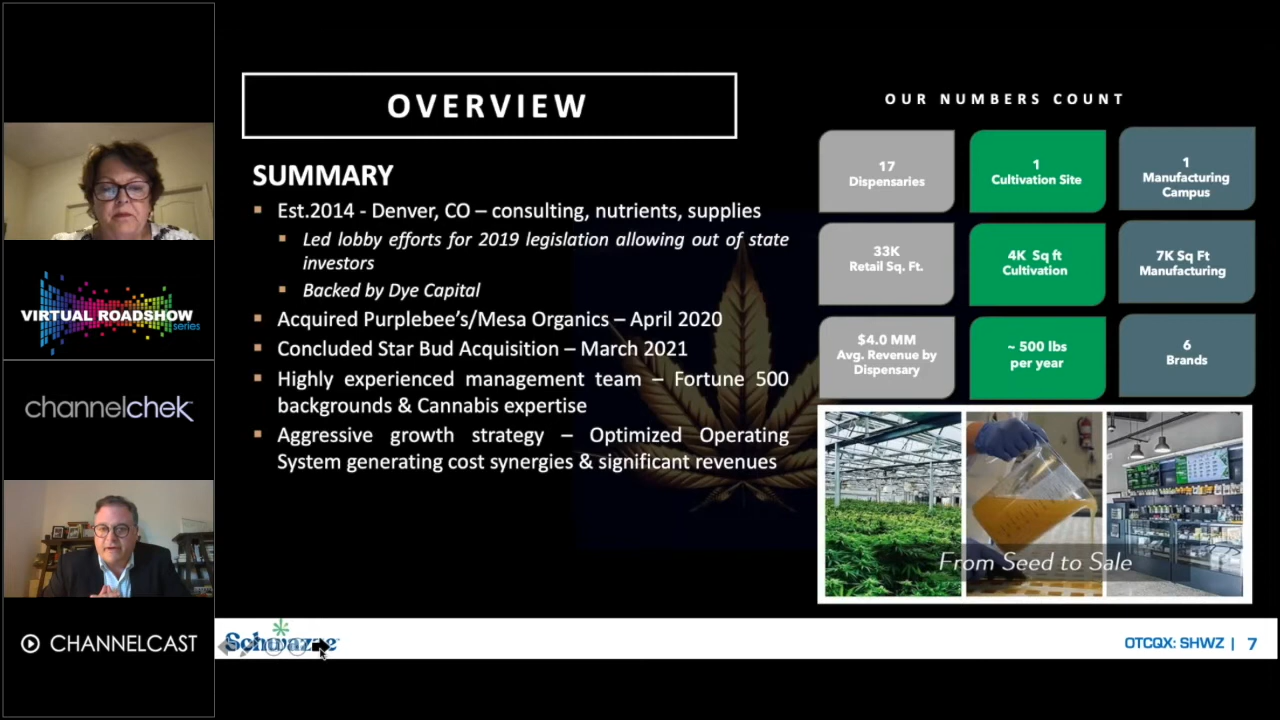 VIRTUAL ROADSHOW
series
channelchek
CHANNELCAST
OVERVIEW
SUMMARY
Est.2014 - Denver, CO – consulting, nutrients, supplies
Led lobby efforts for 2019 legislation allowing out of state
investors
Backed by Dye Capital
Acquired Purplebee's/Mesa Organics – April 2020
Concluded Star Bud Acquisition – March 2021
Highly experienced management team – Fortune 500
backgrounds & Cannabis expertise
Aggressive growth strategy – Optimized Operating
System generating cost synergies & significant revenues
OUR NUMBERS COUNT
17
Dispensaries
1
Cultivation Site
1
Manufacturing
Campus
33K
Retail Sq. Ft.
4K Sq ft
Cultivation
7K Sq Ft
Manufacturing
$4.0 MM
Avg. Revenue by
Dispensary
~ 500 lbs
per year
6
Brands
From Seed to Sale
Schwazze
OTCQX: SHWZ | 7